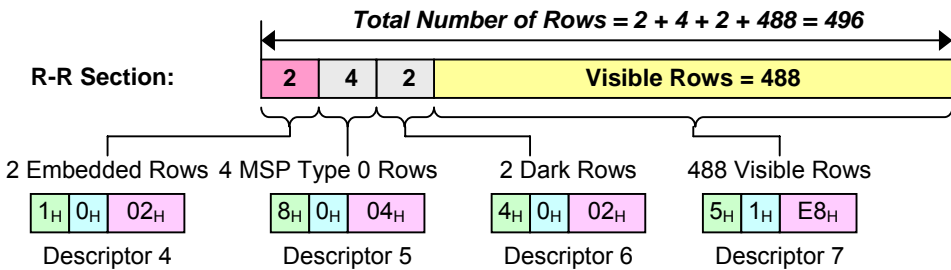 Total Number of Rows = 2 + 4 + 2 + 488 = 496
R-R Section: 2 4 2 Visible Rows = 488
2 Embedded Rows 4 MSP Type 0 Rows 2 Dark Rows 488 Visible Rows
1H 0H 02H 8H 0H 04H 4H 0H 02H 5H 1H E8H
Descriptor 4 Descriptor 5 Descriptor 6 Descriptor 7